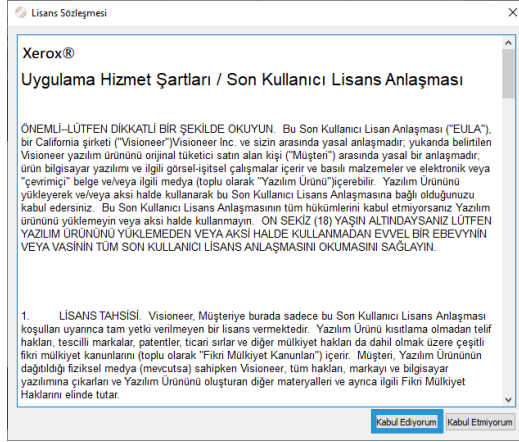 Lisans Sözleşmesi
Xerox®
Uygulama Hizmet Şartları / Son Kullanıcı Lisans Anlaşması
ÖNEMLİ--LÜTFEN DİKKATLİ BİR ŞEKİLDE OKUYUN. Bu Son Kullanıcı Lisan Anlaşması ("EULA"),
bir California şirketi ("Visioneer")Visioneer Inc. ve sizin arasında yasal anlaşmadır; yukarıda belirtilen
Visioneer yazılım ürününü orijinal tüketici satın alan kişi ("Müşteri") arasında yasal bir anlaşmadır;
ürün bilgisayar yazılımı ve ilgili görsel-işitsel çalışmalar içerir ve basılı malzemeler ve elektronik veya
"çevrimiçi" belge ve/veya ilgili medya (toplu olarak "Yazılım Ürünü")içerebilir. Yazılım Ürününü
yükleyerek ve/veya aksi halde kullanarak bu Son Kullanıcı Lisans Anlaşmasına bağlı olduğunuzu
kabul edersiniz. Bu Son Kullanıcı Lisans Anlaşmasının tüm hükümlerini kabul etmiyorsanız Yazılım
ürününü yüklemeyin veya aksi halde kullanmayın. ON SEKİZ (18) YAŞIN ALTINDAYSANIZ LÜTFEN
YAZILIM ÜRÜNÜNÜ YÜKLEMEDEN VEYA AKSİ HALDE KULLANMADAN EVVEL BİR EBEVYNİN
VEYA VASİNİN TÜM SON KULLANICI LİSANS ANLAŞMASINI OKUMASINI SAĞLAYIN.
1. LİSANS TAHSİSİ. Visioneer, Müşteriye burada sadece bu Son Kullanıcı Lisans Anlaşması
koşulları uyarınca tam yetki verilmeyen bir lisans vermektedir. Yazılım Ürünü kısıtlama olmadan telif
hakları, tescilli markalar, patentler, ticari sırlar ve diğer mülkiyet hakları da dahil olmak üzere çeşitli
fikri mülkiyet kanunlarını (toplu olarak "Fikri Mülkiyet Kanunları") içerir. Müşteri, Yazılım Ürününün
dağıtıldığı fiziksel medya (mevcutsa) sahipken Visioneer, tüm hakları, markayı ve bilgisayar
yazılımına çıkarları ve Yazılım Ürününü oluşturan diğer materyalleri ve ayrıca ilgili Fikri Mülkiyet
Haklarını elinde tutar.
Kabul Ediyorum Kabul Etmiyorum